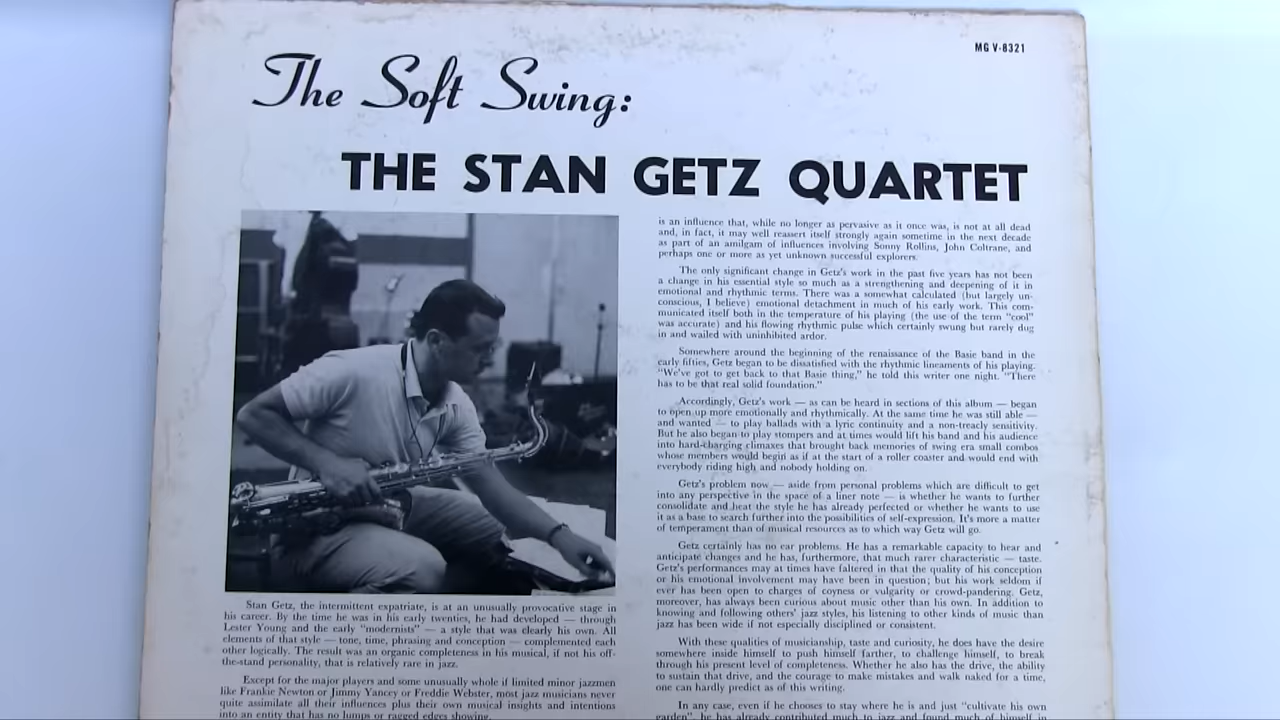 MG V-8321
The Soft Swing:
THE STAN GETZ QUARTET
Stan Getz, the intermittent expatriate, is at an unusually provocative stage in
his career. By the time he was in his early twenties, he had developed — through
Lester Young and the early "modernists" — a style that was clearly his own. All
elements of that style — tone, time, phrasing and conception — complemented each
other logically. The result was an organic completeness in his musical, if not his off-
the-stand personality, that is relatively rare in jazz.
Except for the major players and some unusually whole if limited minor jazzmen
like Frankie Newton or Jimmy Yancey or Freddie Webster, most jazz musicians never
quite assimilate all their influences plus their own musical insights and intentions
into an entity that has no lumps or ragged edges showing.
is an influence that, while no longer as pervasive as it once was, is not at all dead
and, in fact, it may well reassert itself strongly again sometime in the next decade
as part of an amalgam of influences involving Sonny Rollins, John Coltrane, and
perhaps one or more as yet unknown successful explorers.
The only significant change in Getz's work in the past five years has not been
a change in his essential style so much as a strengthening and deepening of it in
emotional and rhythmic terms. There was a somewhat calculated (but largely un-
conscious, I believe) emotional detachment in much of his early work. This com-
municated itself both in the temperature of his playing (the use of the term "cool"
was accurate) and his flowing rhythmic pulse which certainly swung but rarely dug
in and wailed with uninhibited ardor.
Somewhere around the beginning of the renaissance of the Basie band in the
early fifties, Getz began to be dissatisfied with the rhythmic lineaments of his playing.
"We've got to get back to that Basie thing," he told this writer one night. "There
has to be that real solid foundation."
Accordingly, Getz's work — as can be heard in sections of this album — began
to open up more emotionally and rhythmically. At the same time he was still able —
and wanted — to play ballads with a lyric continuity and a non-treacly sensitivity.
But he also began to play stompers and at times would lift his band and his audience
into hard-charging climaxes that brought back memories of swing era small combos
whose members would begin as if at the start of a roller coaster and would end with
everybody riding high and nobody holding on.
Getz's problem now — aside from personal problems which are difficult to get
into any perspective in the space of a liner note — is whether he wants to further
consolidate and heat the style he has already perfected or whether he wants to use
it as a base to search further into the possibilities of self-expression. It's more a matter
of temperament than of musical resources as to which way Getz will go.
Getz certainly has no ear problems. He has a remarkable capacity to hear and
anticipate changes and he has, furthermore, that much rarer characteristic — taste.
Getz's performances may at times have faltered in that the quality of his conception
or his emotional involvement may have been in question; but his work seldom if
ever has been open to charges of coyness or vulgarity or crowd-pandering. Getz,
moreover, has always been curious about music other than his own. In addition to
knowing and following others' jazz styles, his listening to other kinds of music than
jazz has been wide if not especially disciplined or consistent.
With these qualities of musicianship, taste and curiosity, he does have the desire
somewhere inside himself to push himself farther, to challenge himself, to break
through his present level of completeness. Whether he also has the drive, the ability
to sustain that drive, and the courage to make mistakes and walk naked for a time,
one can hardly predict as of this writing.
In any case, even if he chooses to stay where he is and just "cultivate his own
garden", he has already contributed much to jazz and found much of himself in